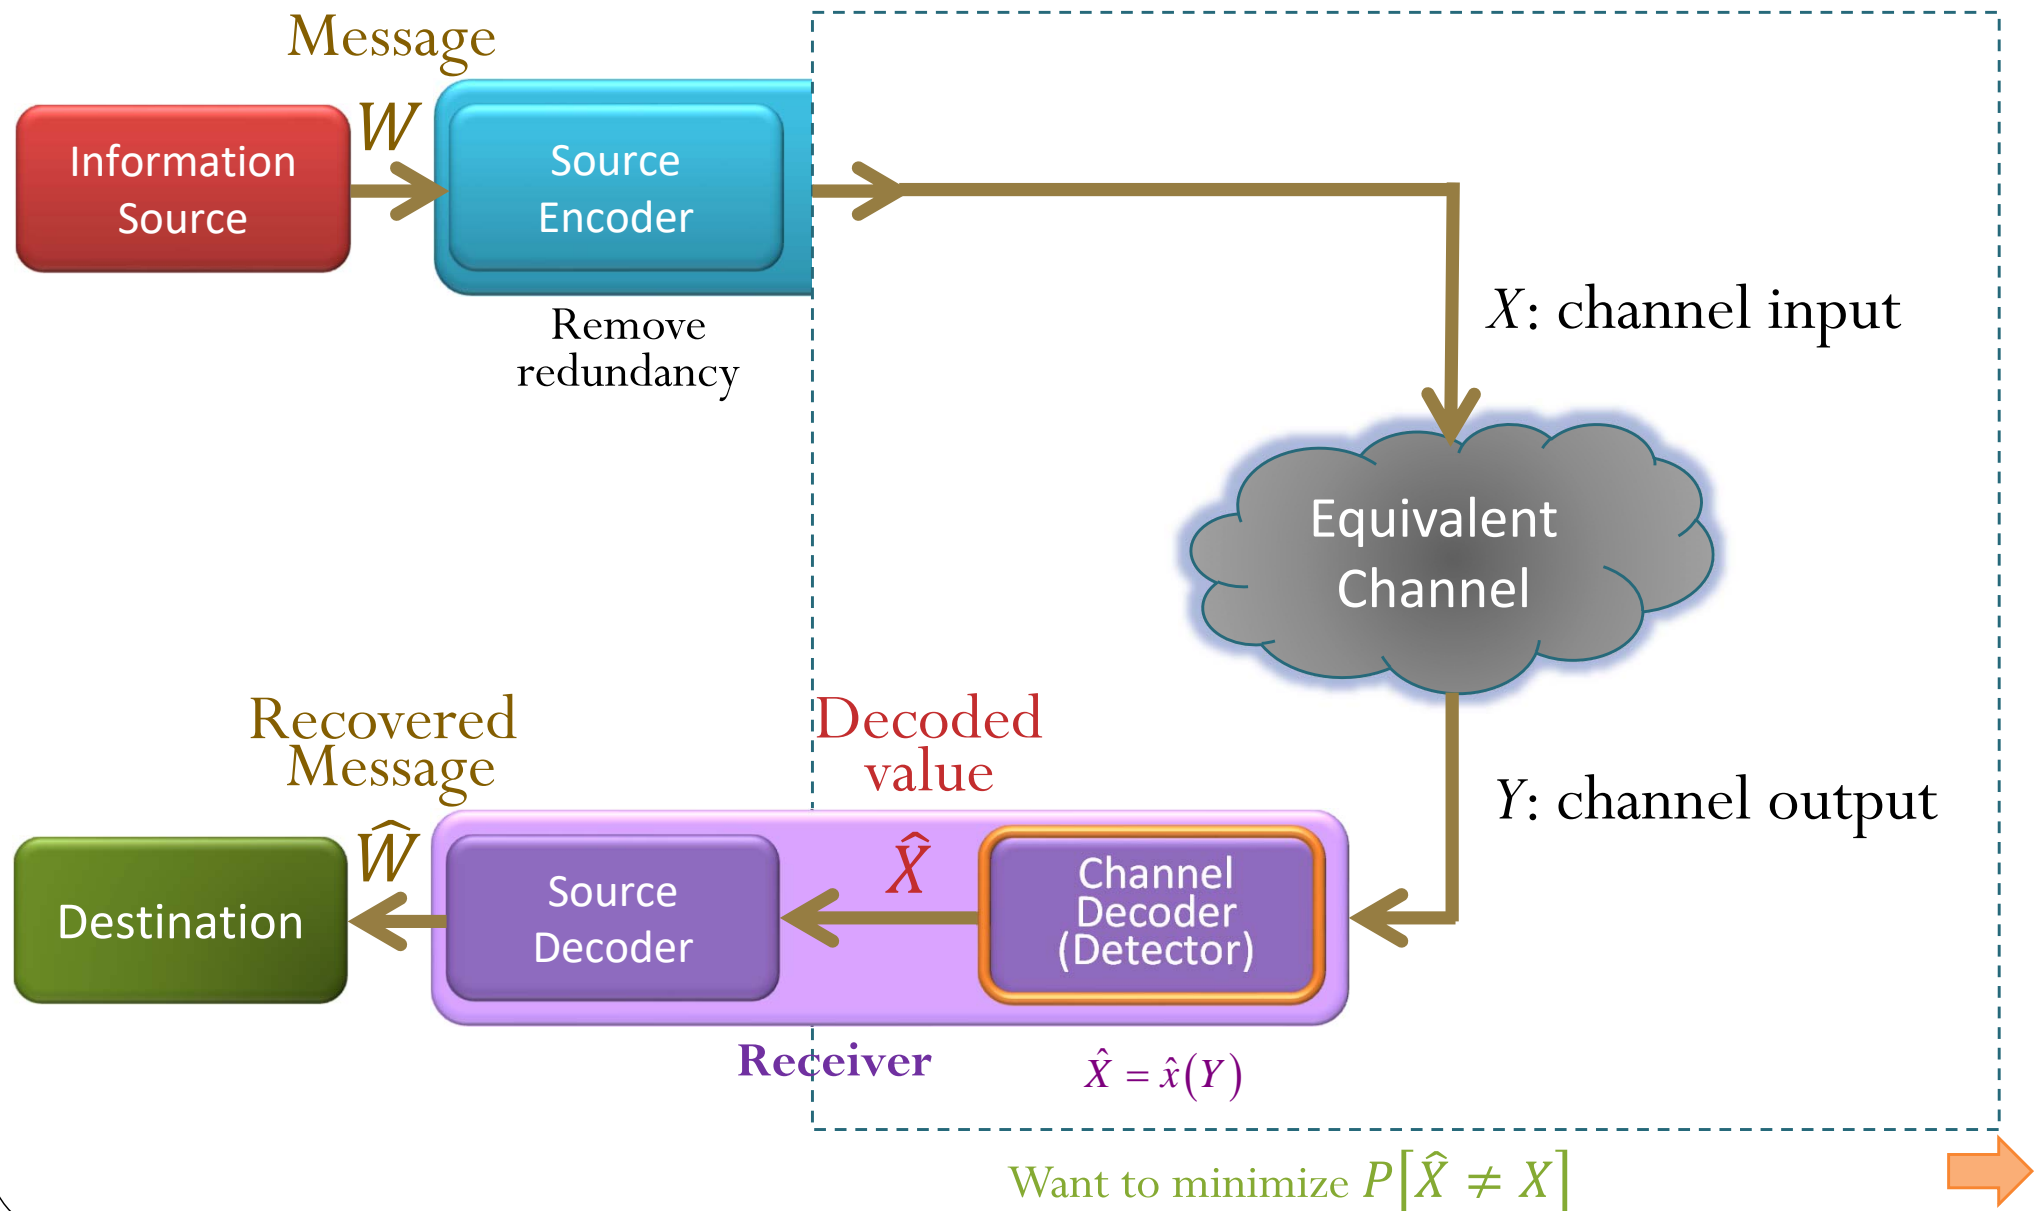 Message
W
Information
Source
Source
Encoder
Remove
redundancy
X: channel input
Equivalent
Channel
Y: channel output
Recovered
Message
Ŵ
Decoded
value
X̂
Destination
Source
Decoder
Channel
Decoder
(Detector)
Receiver
X̂ = x̂(Y)
Want to minimize P[X̂ ≠ X]